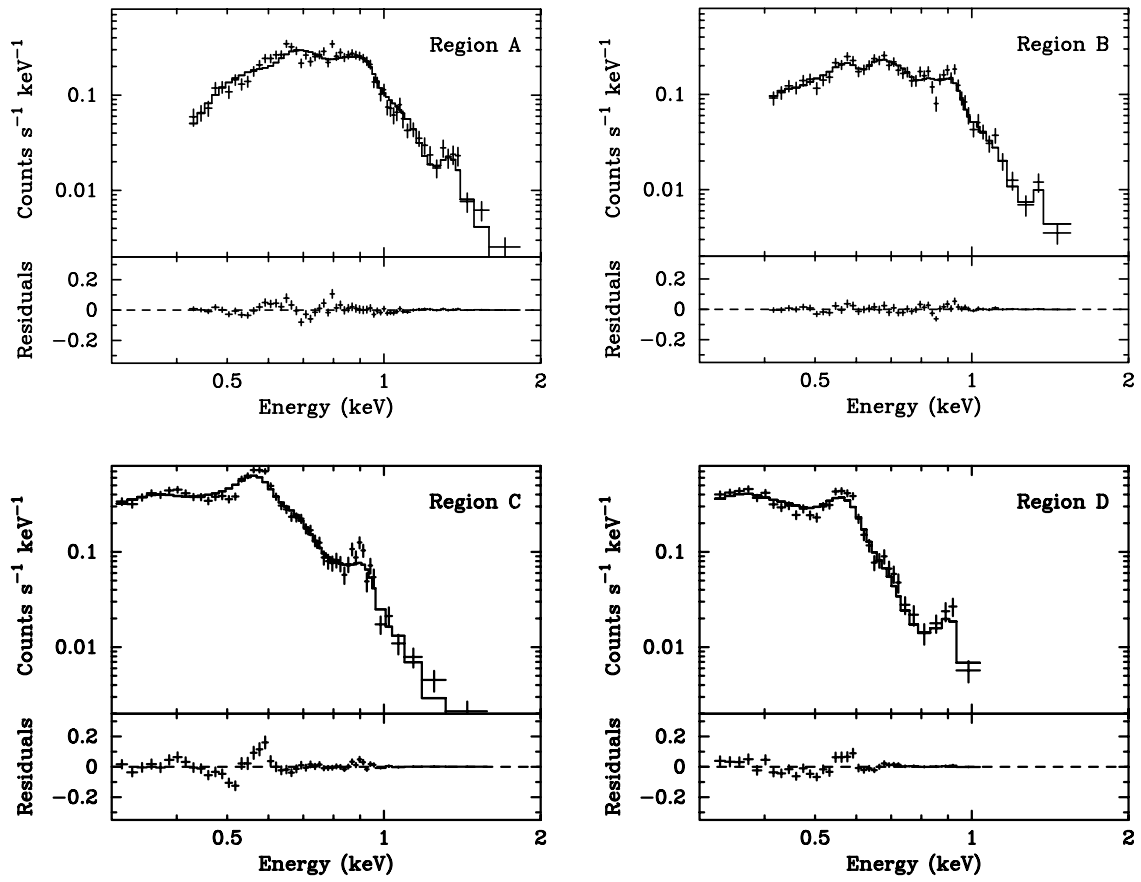 Region A
Counts s⁻¹ keV⁻¹
0.1
0.01
Residuals
0.2
0
−0.2
0.5
1
2
Energy (keV)
Region B
Counts s⁻¹ keV⁻¹
0.1
0.01
Residuals
0.2
0
−0.2
0.5
1
2
Energy (keV)
Region C
Counts s⁻¹ keV⁻¹
0.1
0.01
Residuals
0.2
0
−0.2
0.5
1
2
Energy (keV)
Region D
Counts s⁻¹ keV⁻¹
0.1
0.01
Residuals
0.2
0
−0.2
0.5
1
2
Energy (keV)